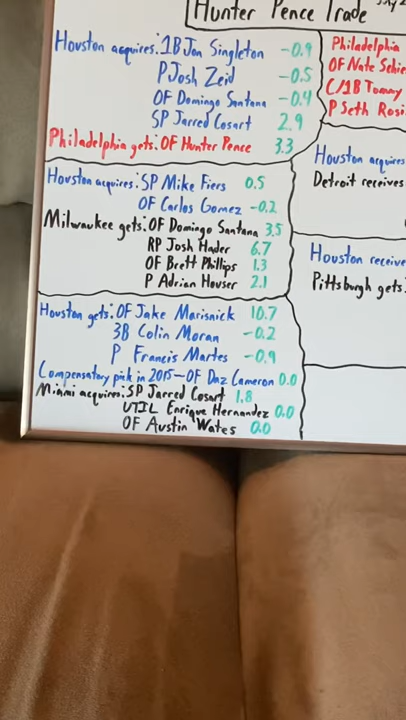 Hunter Pence Trade July 2
Houston acquires: 1B Jon Singleton -0.9
P Josh Zeid -0.5
OF Domingo Santana -0.4
SP Jarred Cosart 2.9
Philadelphia gets: OF Hunter Pence 3.3
Houston acquires: SP Mike Fiers 0.5
OF Carlos Gomez -0.2
Milwaukee gets: OF Domingo Santana 3.5
RP Josh Hader 6.7
OF Brett Phillips 1.3
P Adrian Houser 2.1
Houston gets: OF Jake Marisnick 10.7
3B Colin Moran -0.2
P Francis Martes -0.9
Compensatory pick in 2015-OF Daz Cameron 0.0
Miami acquires: SP Jarred Cosart 1.8
UTIL Enrique Hernandez 0.0
OF Austin Wates 0.0
Philadelphia
OF Nate Schie
C/1B Tommy
P Seth Rosi
Houston acquires
Detroit receives
Houston receive
Pittsburgh gets: